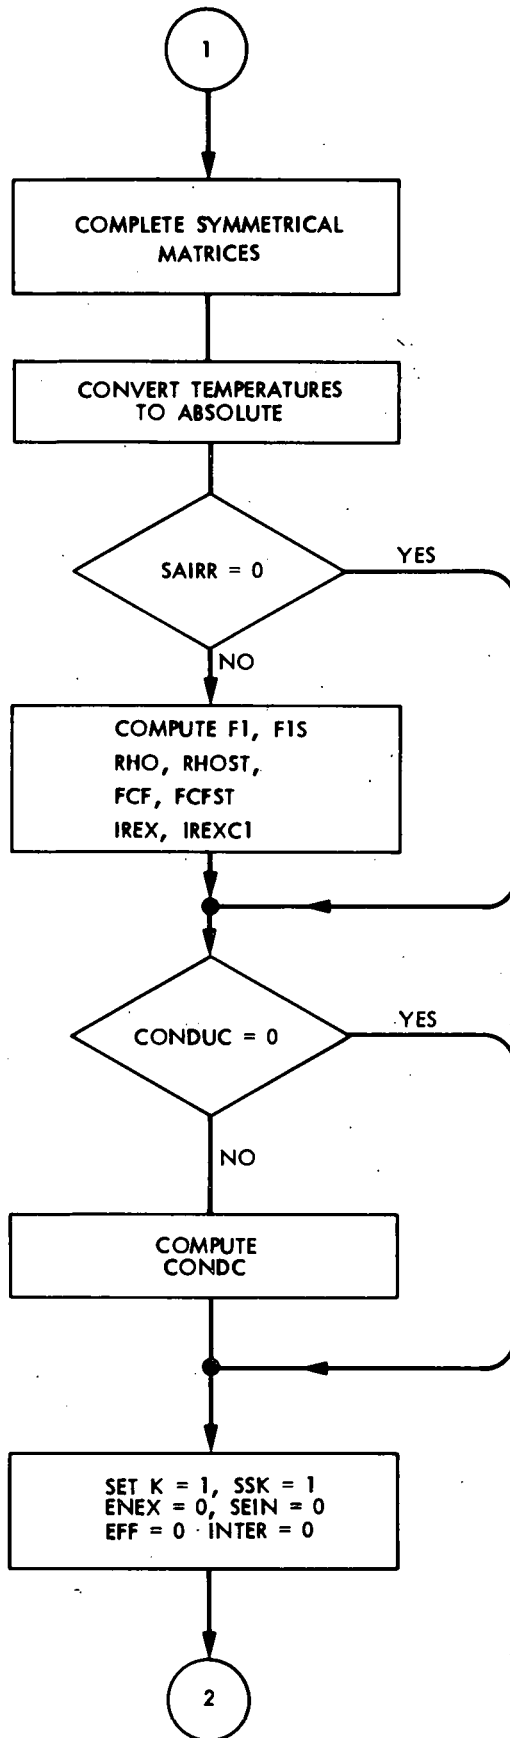 1
COMPLETE SYMMETRICAL
MATRICES
CONVERT TEMPERATURES
TO ABSOLUTE
SAIRR = 0
YES
NO
COMPUTE F1, F1S
RHO, RHOST,
FCF, FCFST
IREX, IREXC1
CONDUC = 0
YES
NO
COMPUTE
CONDC
SET K = 1, SSK = 1
ENEX = 0, SEIN = 0
EFF = 0 · INTER = 0
2